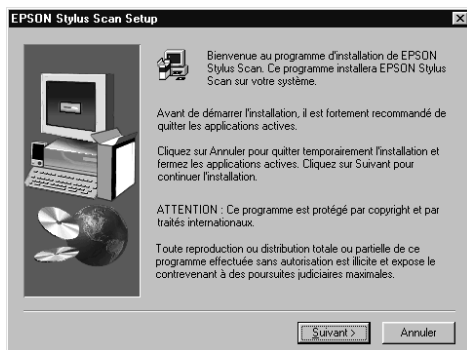 EPSON Stylus Scan Setup
Bienvenue au programme d'installation de EPSON
Stylus Scan. Ce programme installera EPSON Stylus
Scan sur votre système.
Avant de démarrer l'installation, il est fortement recommandé de
quitter les applications actives.
Cliquez sur Annuler pour quitter temporairement l'installation et
fermez les applications actives. Cliquez sur Suivant pour
continuer l'installation.
ATTENTION : Ce programme est protégé par copyright et par
traités internationaux.
Toute reproduction ou distribution totale ou partielle de ce
programme effectuée sans autorisation est illicite et expose le
contrevenant à des poursuites judiciaires maximales.
Suivant >
Annuler